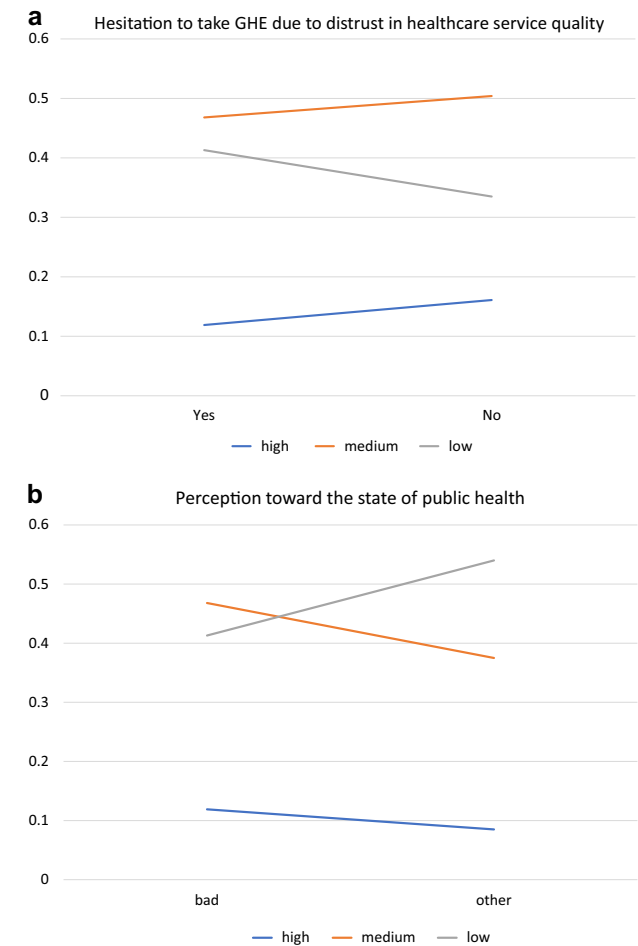 a
Hesitation to take GHE due to distrust in healthcare service quality
0.6
0.5
0.4
0.3
0.2
0.1
0
Yes No
high medium low
b
Perception toward the state of public health
0.6
0.5
0.4
0.3
0.2
0.1
0
bad other
high medium low